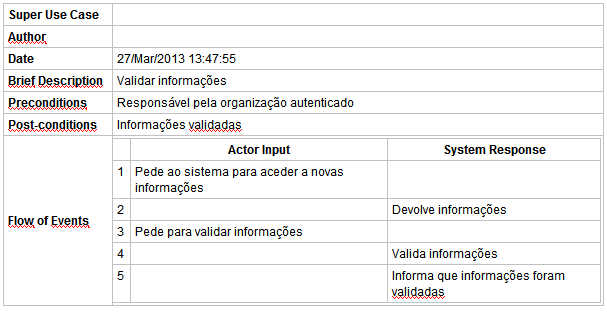 Super Use Case
Author
Date 27/Mar/2013 13:47:55
Brief Description Validar informações
Preconditions Responsável pela organização autenticado
Post-conditions Informações validadas
Flow of Events
Actor Input System Response
1 Pede ao sistema para aceder a novas
informações
2 Devolve informações
3 Pede para validar informações
4 Valida informações
5 Informa que informações foram
validadas